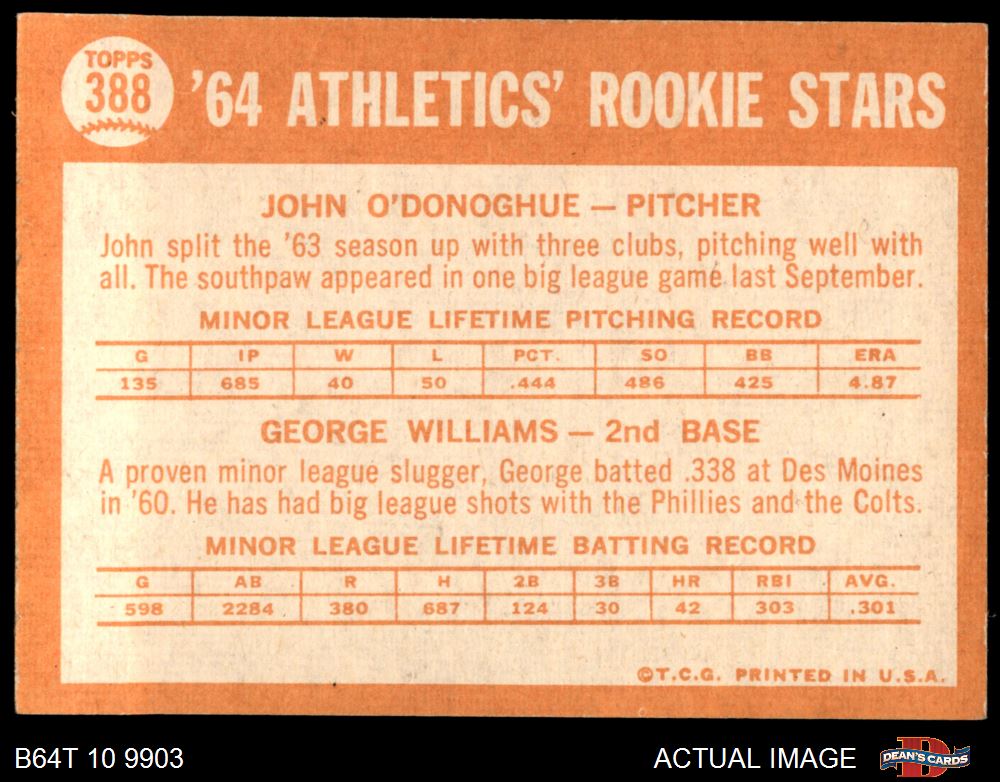 TOPPS
388
'64 ATHLETICS' ROOKIE STARS
JOHN O'DONOGHUE — PITCHER
John split the '63 season up with three clubs, pitching well with
all. The southpaw appeared in one big league game last September.
MINOR LEAGUE LIFETIME PITCHING RECORD
G IP W L PCT. SO BB ERA
135 685 40 50 .444 486 425 4.87
GEORGE WILLIAMS — 2nd BASE
A proven minor league slugger, George batted .338 at Des Moines
in '60. He has had big league shots with the Phillies and the Colts.
MINOR LEAGUE LIFETIME BATTING RECORD
G AB R H 2B 3B HR RBI AVG.
598 2284 380 687 124 30 42 303 .301
©T.C.G. PRINTED IN U.S.A.
B64T 10 9903
ACTUAL IMAGE
D
DEAN'S CARDS